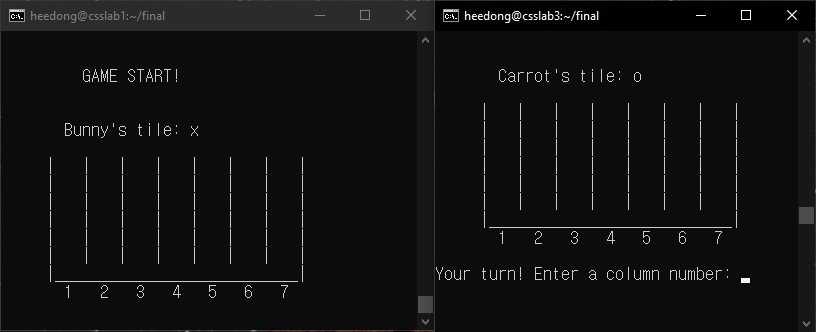 heedong@csslab1:~/final
GAME START!
Bunny's tile: x
1 2 3 4 5 6 7
heedong@csslab3:~/final
Carrot's tile: o
1 2 3 4 5 6 7
Your turn! Enter a column number: